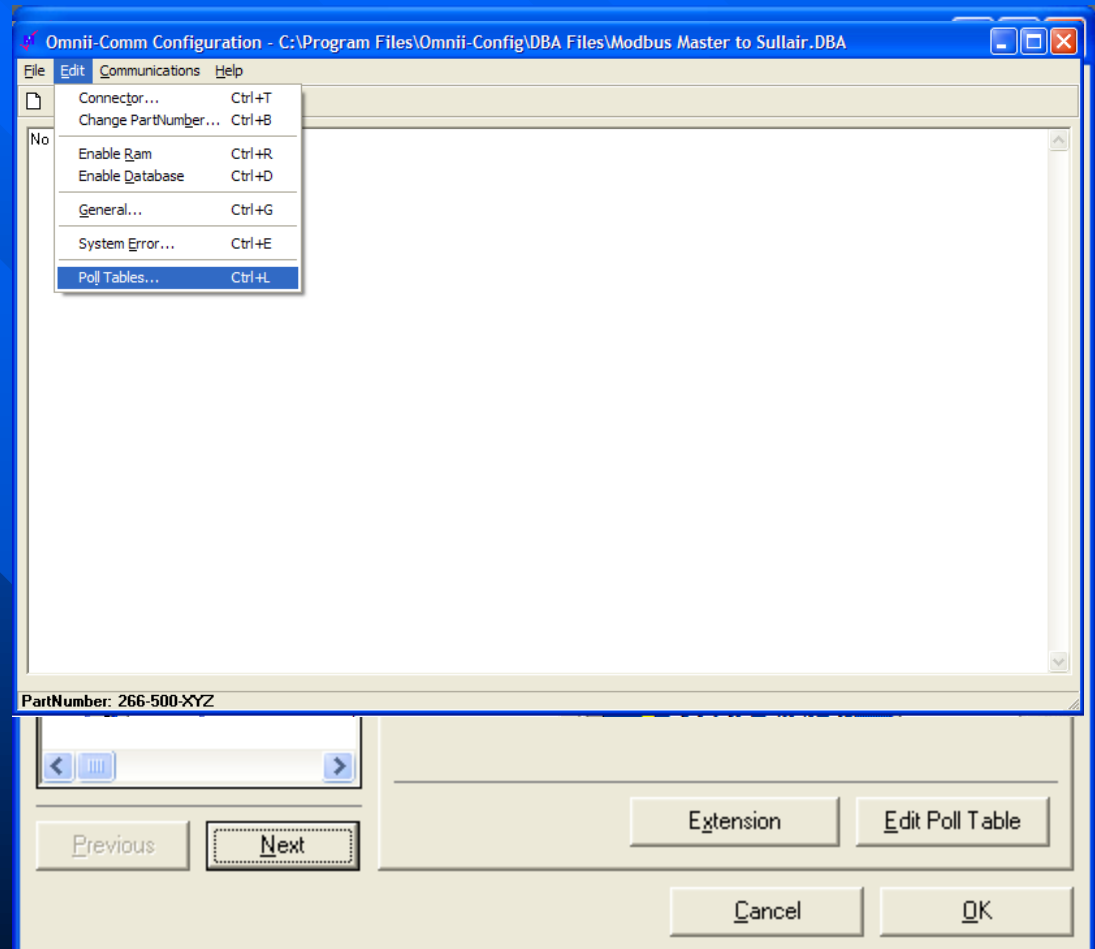 Omnii-Comm Configuration - C:\Program Files\Omnii-Config\DBA Files\Modbus Master to Sullair.DBA
File Edit Communications Help
Connector... Ctrl+T
Change PartNumber... Ctrl+B
No
Enable Ram Ctrl+R
Enable Database Ctrl+D
General... Ctrl+G
System Error... Ctrl+E
Poll Tables... Ctrl+L
PartNumber: 266-500-XYZ
Extension Edit Poll Table
Previous Next
Cancel OK